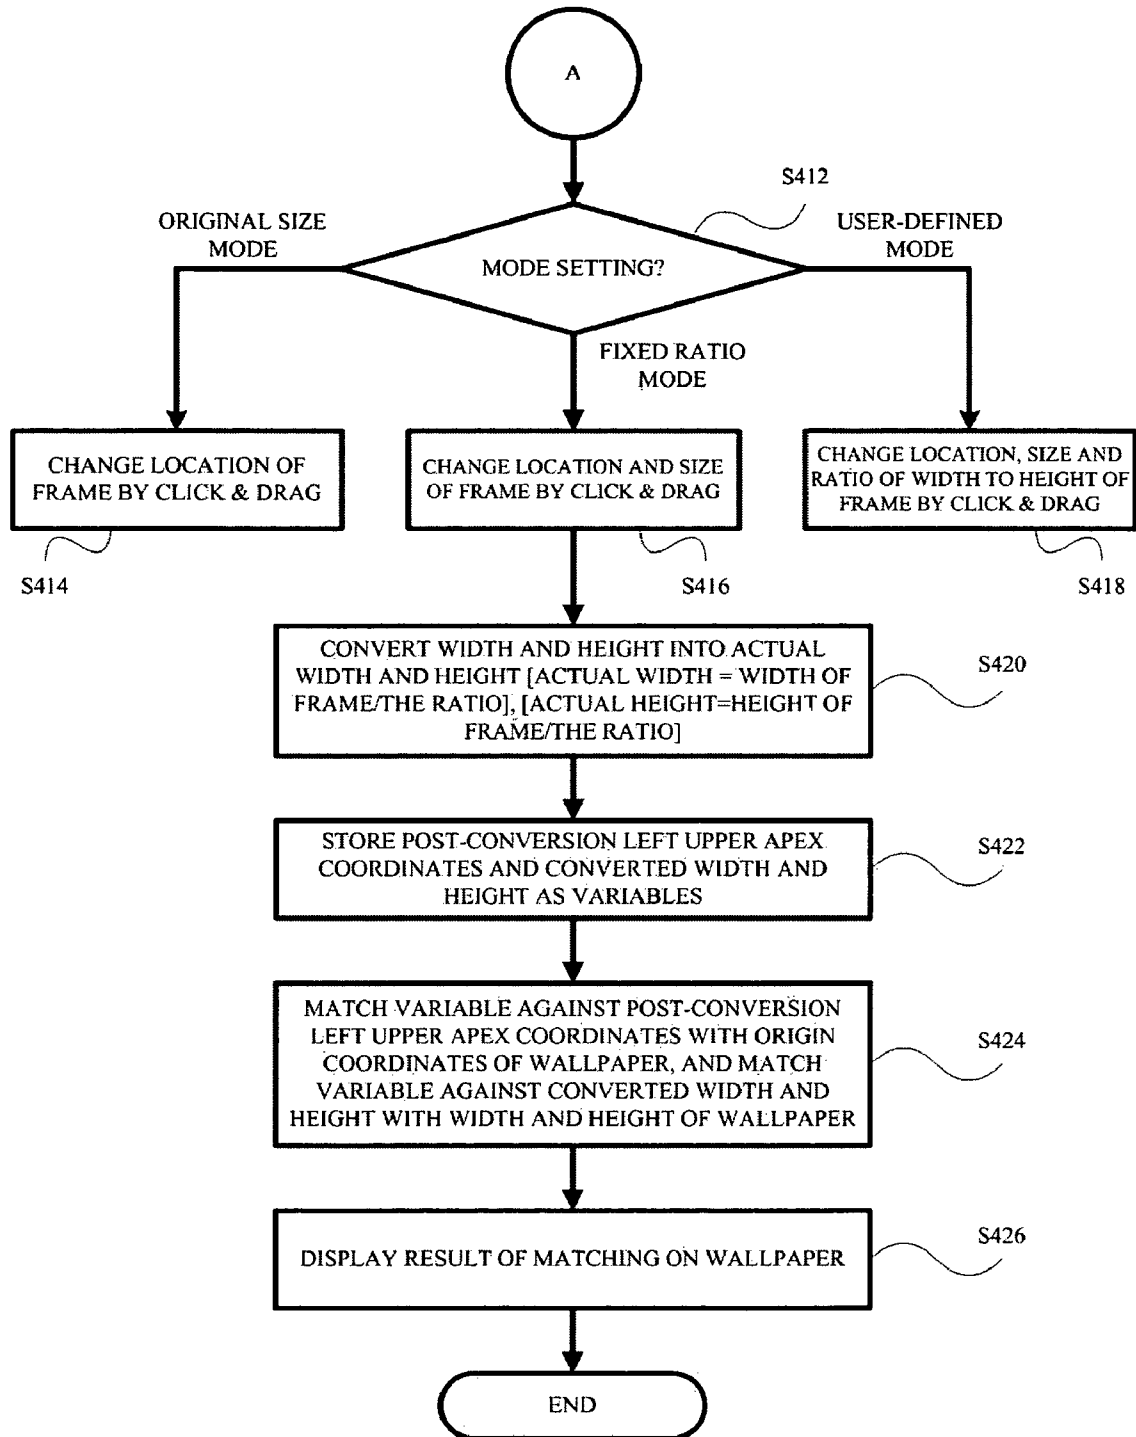 A
S412
ORIGINAL SIZE
MODE
USER-DEFINED
MODE
MODE SETTING?
FIXED RATIO
MODE
CHANGE LOCATION OF
FRAME BY CLICK & DRAG
CHANGE LOCATION AND SIZE
OF FRAME BY CLICK & DRAG
CHANGE LOCATION, SIZE AND
RATIO OF WIDTH TO HEIGHT OF
FRAME BY CLICK & DRAG
S414
S416
S418
CONVERT WIDTH AND HEIGHT INTO ACTUAL
WIDTH AND HEIGHT [ACTUAL WIDTH = WIDTH OF
FRAME/THE RATIO], [ACTUAL HEIGHT=HEIGHT OF
FRAME/THE RATIO]
S420
STORE POST-CONVERSION LEFT UPPER APEX
COORDINATES AND CONVERTED WIDTH AND
HEIGHT AS VARIABLES
S422
MATCH VARIABLE AGAINST POST-CONVERSION
LEFT UPPER APEX COORDINATES WITH ORIGIN
COORDINATES OF WALLPAPER, AND MATCH
VARIABLE AGAINST CONVERTED WIDTH AND
HEIGHT WITH WIDTH AND HEIGHT OF WALLPAPER
S424
DISPLAY RESULT OF MATCHING ON WALLPAPER
S426
END